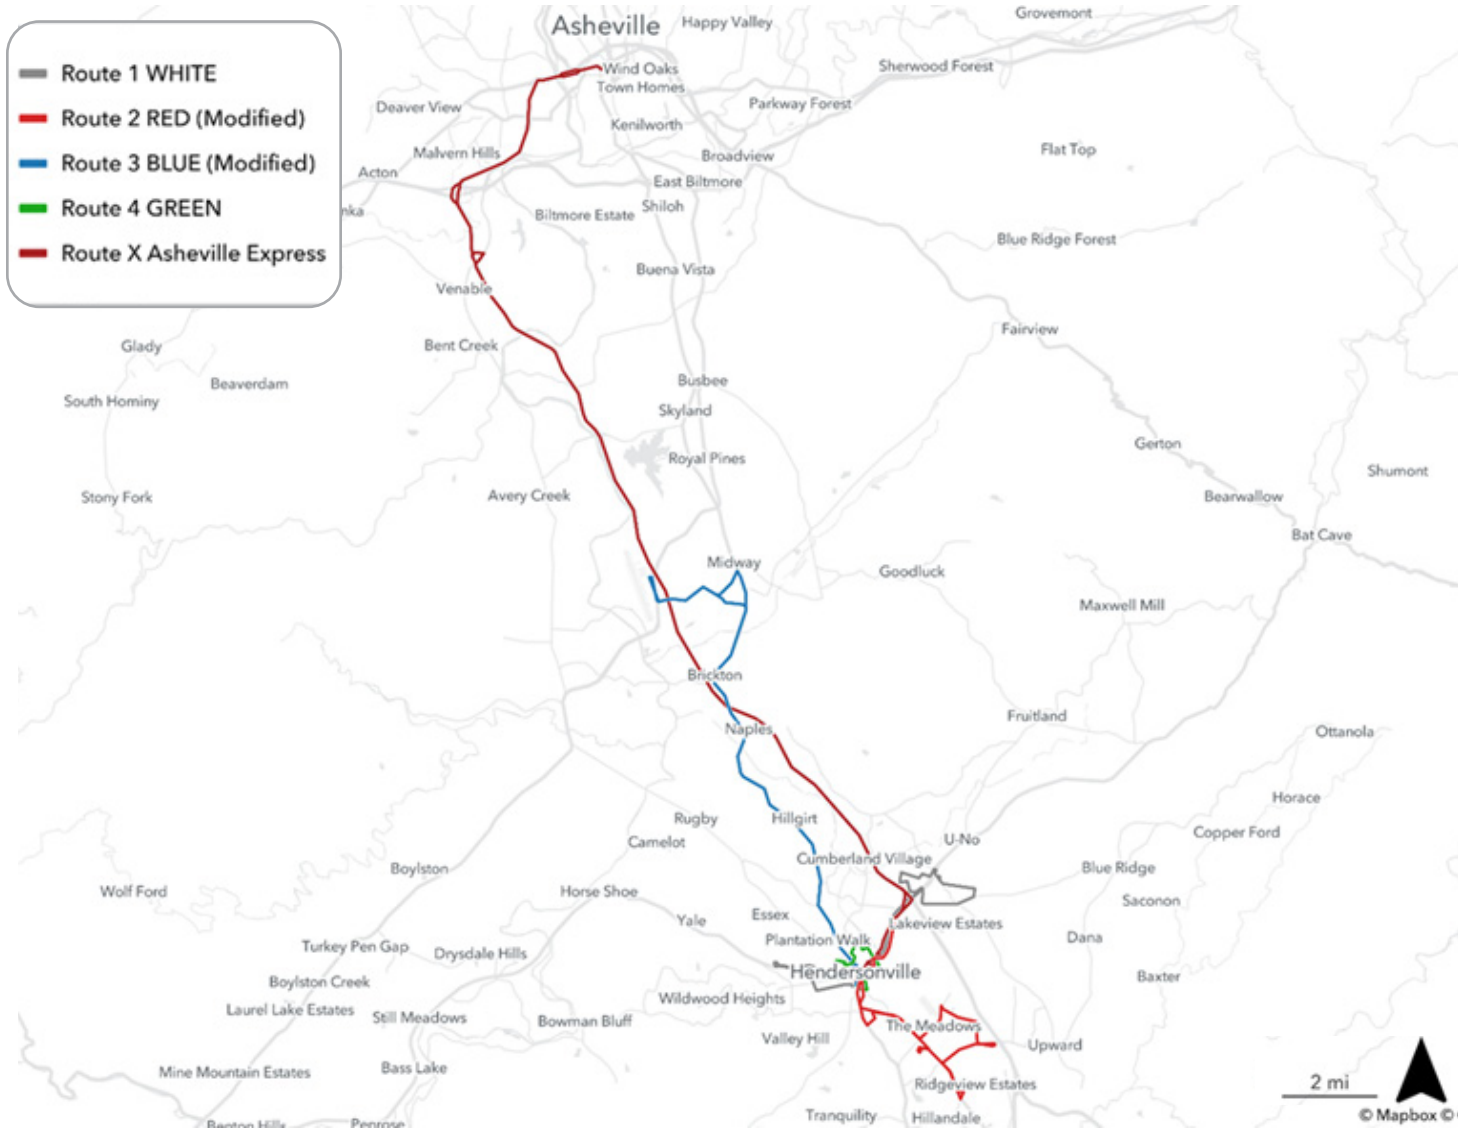 Route 1 WHITE
Route 2 RED (Modified)
Route 3 BLUE (Modified)
Route 4 GREEN
Route X Asheville Express
Asheville
Happy Valley
Grovemont
Wind Oaks
Town Homes
Sherwood Forest
Deaver View
Parkway Forest
Kenilworth
Malvern Hills
Broadview
Flat Top
Acton
East Biltmore
nka
Biltmore Estate
Shiloh
Blue Ridge Forest
Buena Vista
Venable
Fairview
Glady
Bent Creek
Beaverdam
Busbee
South Hominy
Skyland
Gerton
Royal Pines
Shumont
Stony Fork
Avery Creek
Bearwallow
Bat Cave
Midway
Goodluck
Maxwell Mill
Brickton
Fruitland
Naples
Ottanola
Horace
Rugby
Hillgirt
Copper Ford
Camelot
U-No
Cumberland Village
Boylston
Blue Ridge
Wolf Ford
Horse Shoe
Saconon
Yale
Essex
Lakeview Estates
Plantation Walk
Dana
Turkey Pen Gap
Drysdale Hills
Hendersonville
Baxter
Boylston Creek
Wildwood Heights
Laurel Lake Estates
Still Meadows
Bowman Bluff
The Meadows
Valley Hill
Upward
Mine Mountain Estates
Bass Lake
Ridgeview Estates
2 mi
Tranquility
Hillandale
© Mapbox ©
Benton Hills
Penrose